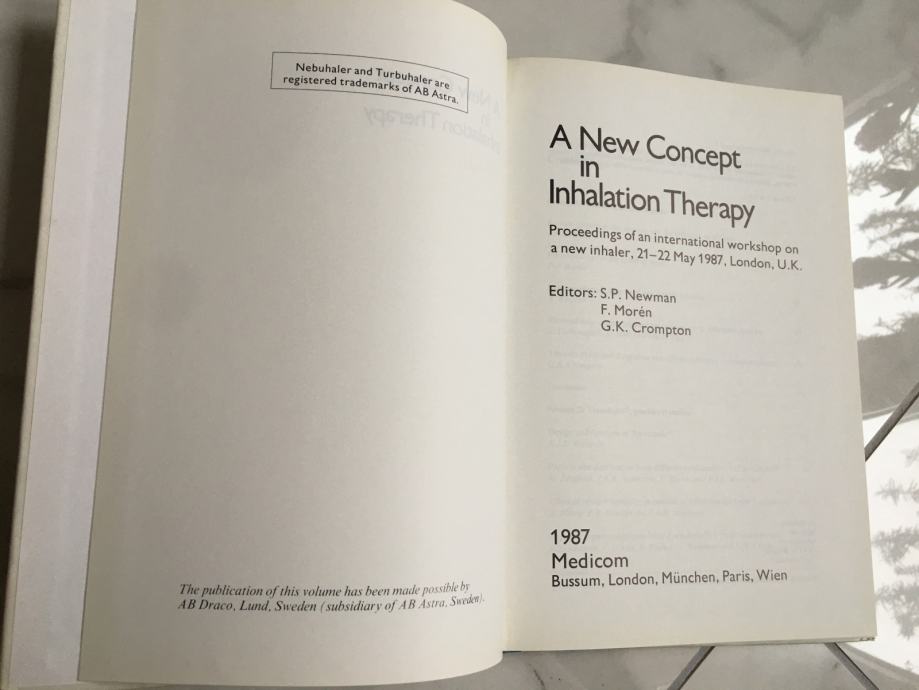 Nebuhaler and Turbuhaler are
registered trademarks of AB Astra.
The publication of this volume has been made possible by
AB Draco, Lund, Sweden (subsidiary of AB Astra, Sweden).
A New Concept
in
Inhalation Therapy
Proceedings of an international workshop on
a new inhaler, 21–22 May 1987, London, U.K.
Editors: S.P. Newman
F. Morén
G.K. Crompton
1987
Medicom
Bussum, London, München, Paris, Wien